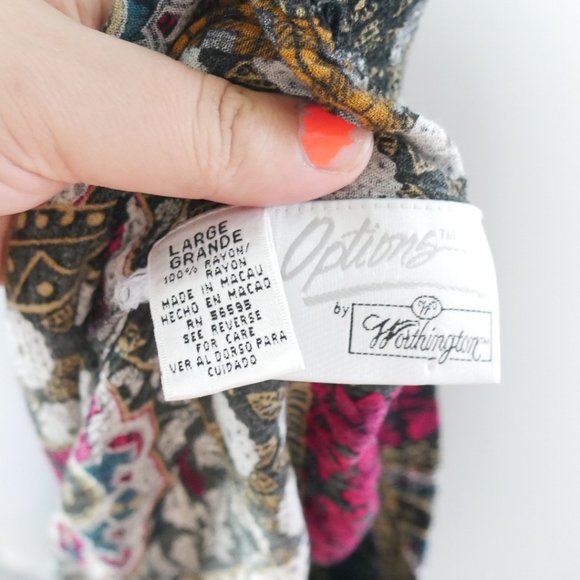 LARGE
GRANDE
100% RAYON/
RAYON
MADE IN MACAU
HECHO EN MACAO
RN 56595
SEE REVERSE
FOR CARE
VER AL DORSO PARA
CUIDADO
Options TM
by
Worthington